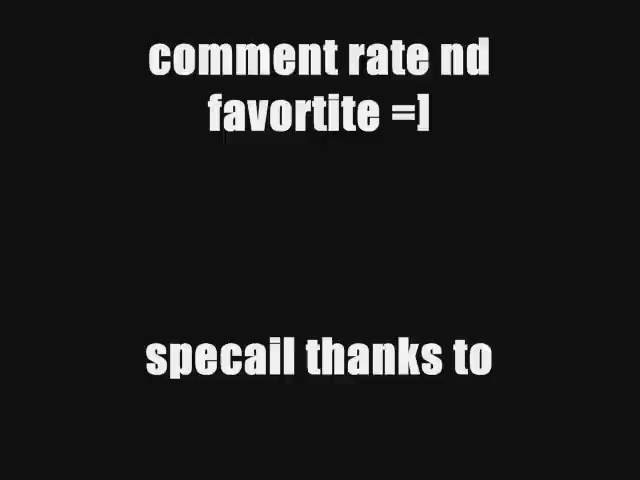 comment rate nd
favortite =]
specail thanks to